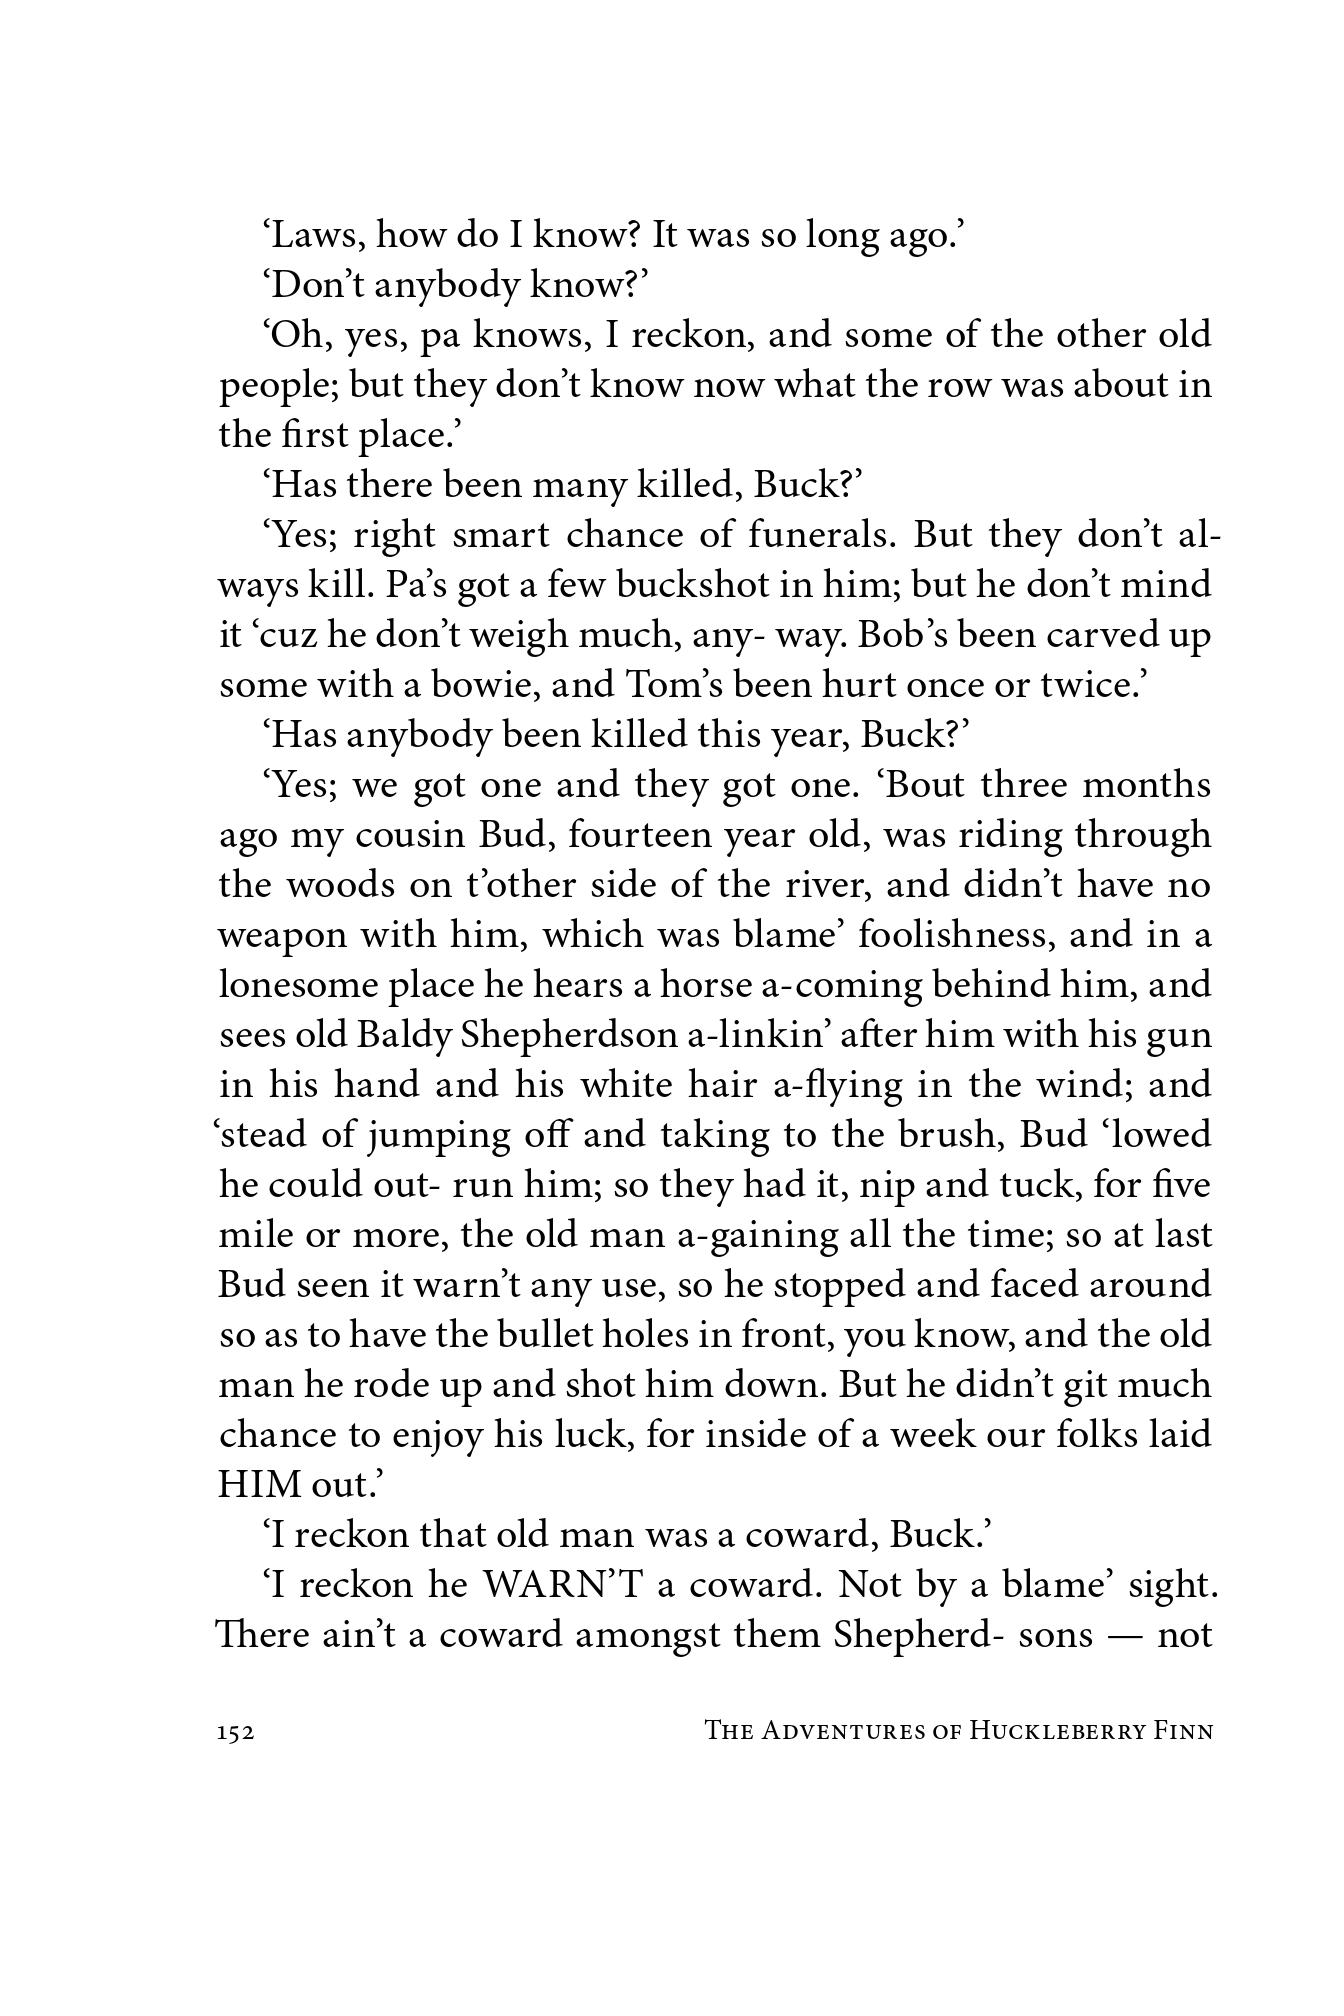 ‘Laws, how do I know? It was so long ago.’
‘Don’t anybody know?’
‘Oh, yes, pa knows, I reckon, and some of the other old
people; but they don’t know now what the row was about in
the first place.’
‘Has there been many killed, Buck?’
‘Yes; right smart chance of funerals. But they don’t al-
ways kill. Pa’s got a few buckshot in him; but he don’t mind
it ‘cuz he don’t weigh much, any- way. Bob’s been carved up
some with a bowie, and Tom’s been hurt once or twice.’
‘Has anybody been killed this year, Buck?’
‘Yes; we got one and they got one. ‘Bout three months
ago my cousin Bud, fourteen year old, was riding through
the woods on t’other side of the river, and didn’t have no
weapon with him, which was blame’ foolishness, and in a
lonesome place he hears a horse a-coming behind him, and
sees old Baldy Shepherdson a-linkin’ after him with his gun
in his hand and his white hair a-flying in the wind; and
‘stead of jumping off and taking to the brush, Bud ‘lowed
he could out- run him; so they had it, nip and tuck, for five
mile or more, the old man a-gaining all the time; so at last
Bud seen it warn’t any use, so he stopped and faced around
so as to have the bullet holes in front, you know, and the old
man he rode up and shot him down. But he didn’t git much
chance to enjoy his luck, for inside of a week our folks laid
HIM out.’
‘I reckon that old man was a coward, Buck.’
‘I reckon he WARN’T a coward. Not by a blame’ sight.
There ain’t a coward amongst them Shepherd- sons — not
152 The Adventures of Huckleberry Finn